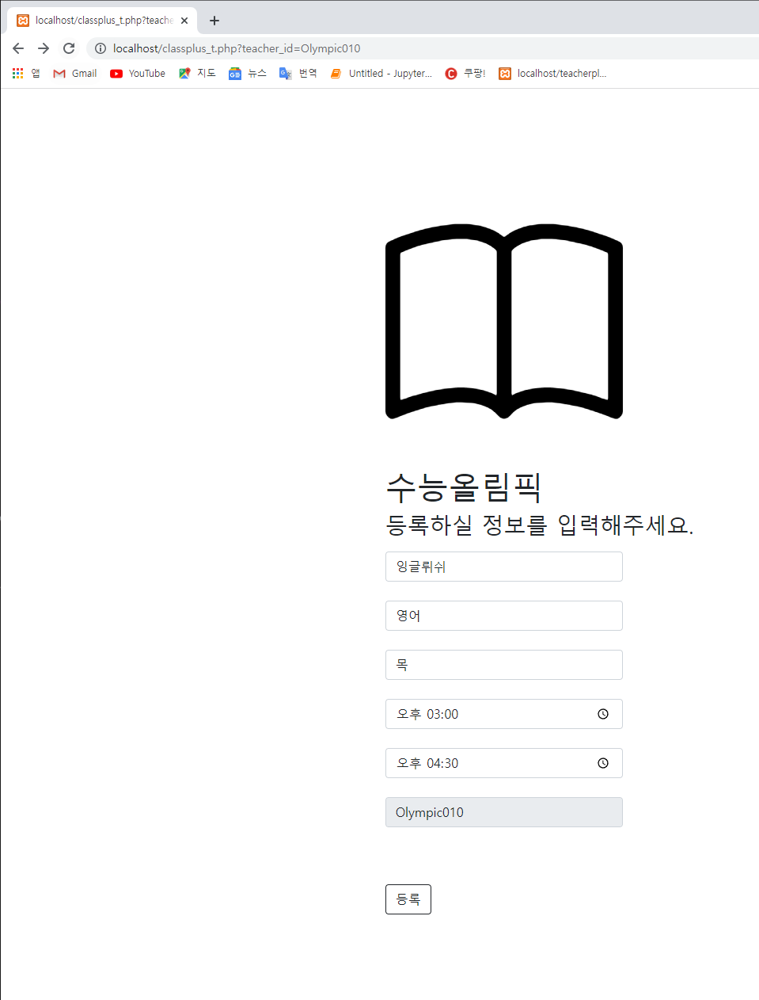 localhost/classplus_t.php?teache
localhost/classplus_t.php?teacher_id=Olympic010
앱 Gmail YouTube 지도 뉴스 번역 Untitled - Jupyter... 쿠팡! localhost/teacherpl...
수능올림픽
등록하실 정보를 입력해주세요.
잉글뤼쉬
영어
목
오후 03:00
오후 04:30
Olympic010
등록